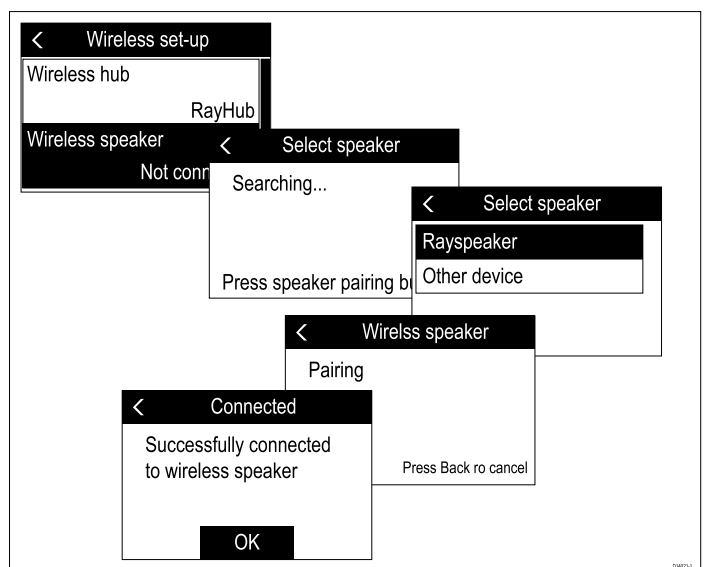 Wireless set-up
Wireless hub
RayHub
Wireless speaker
Not conn
Select speaker
Searching...
Press speaker pairing
Select speaker
Rayspeaker
Other device
Wirelss speaker
Pairing
Press Back ro cancel
Connected
Successfully connected
to wireless speaker
OK